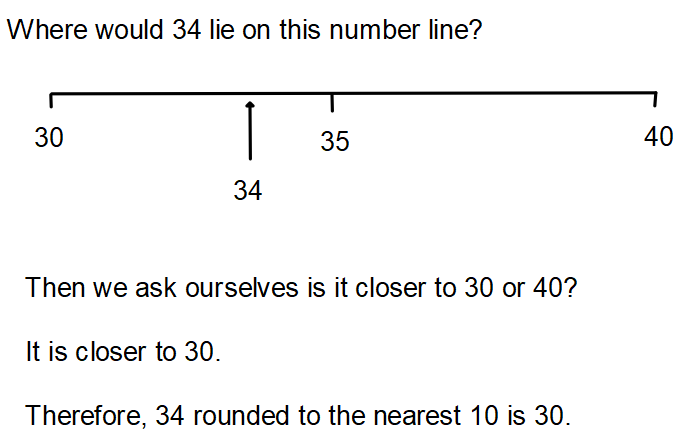 Where would 34 lie on this number line?
30
35
40
34
Then we ask ourselves is it closer to 30 or 40?
It is closer to 30.
Therefore, 34 rounded to the nearest 10 is 30.